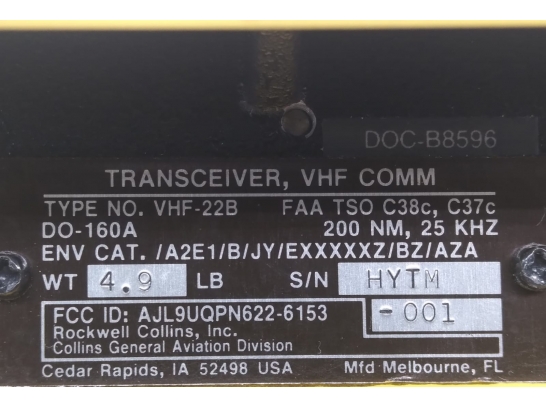 DOC-B8596
TRANSCEIVER, VHF COMM
TYPE NO. VHF-22B FAA TSO C38c, C37c
DO-160A 200 NM, 25 KHZ
ENV CAT. /A2E1/B/JY/EXXXXXZ/BZ/AZA
WT 4.9 LB S/N HYTM
FCC ID: AJL9UQPN622-6153 -001
Rockwell Collins, Inc.
Collins General Aviation Division
Cedar Rapids, IA 52498 USA Mfd Melbourne, FL